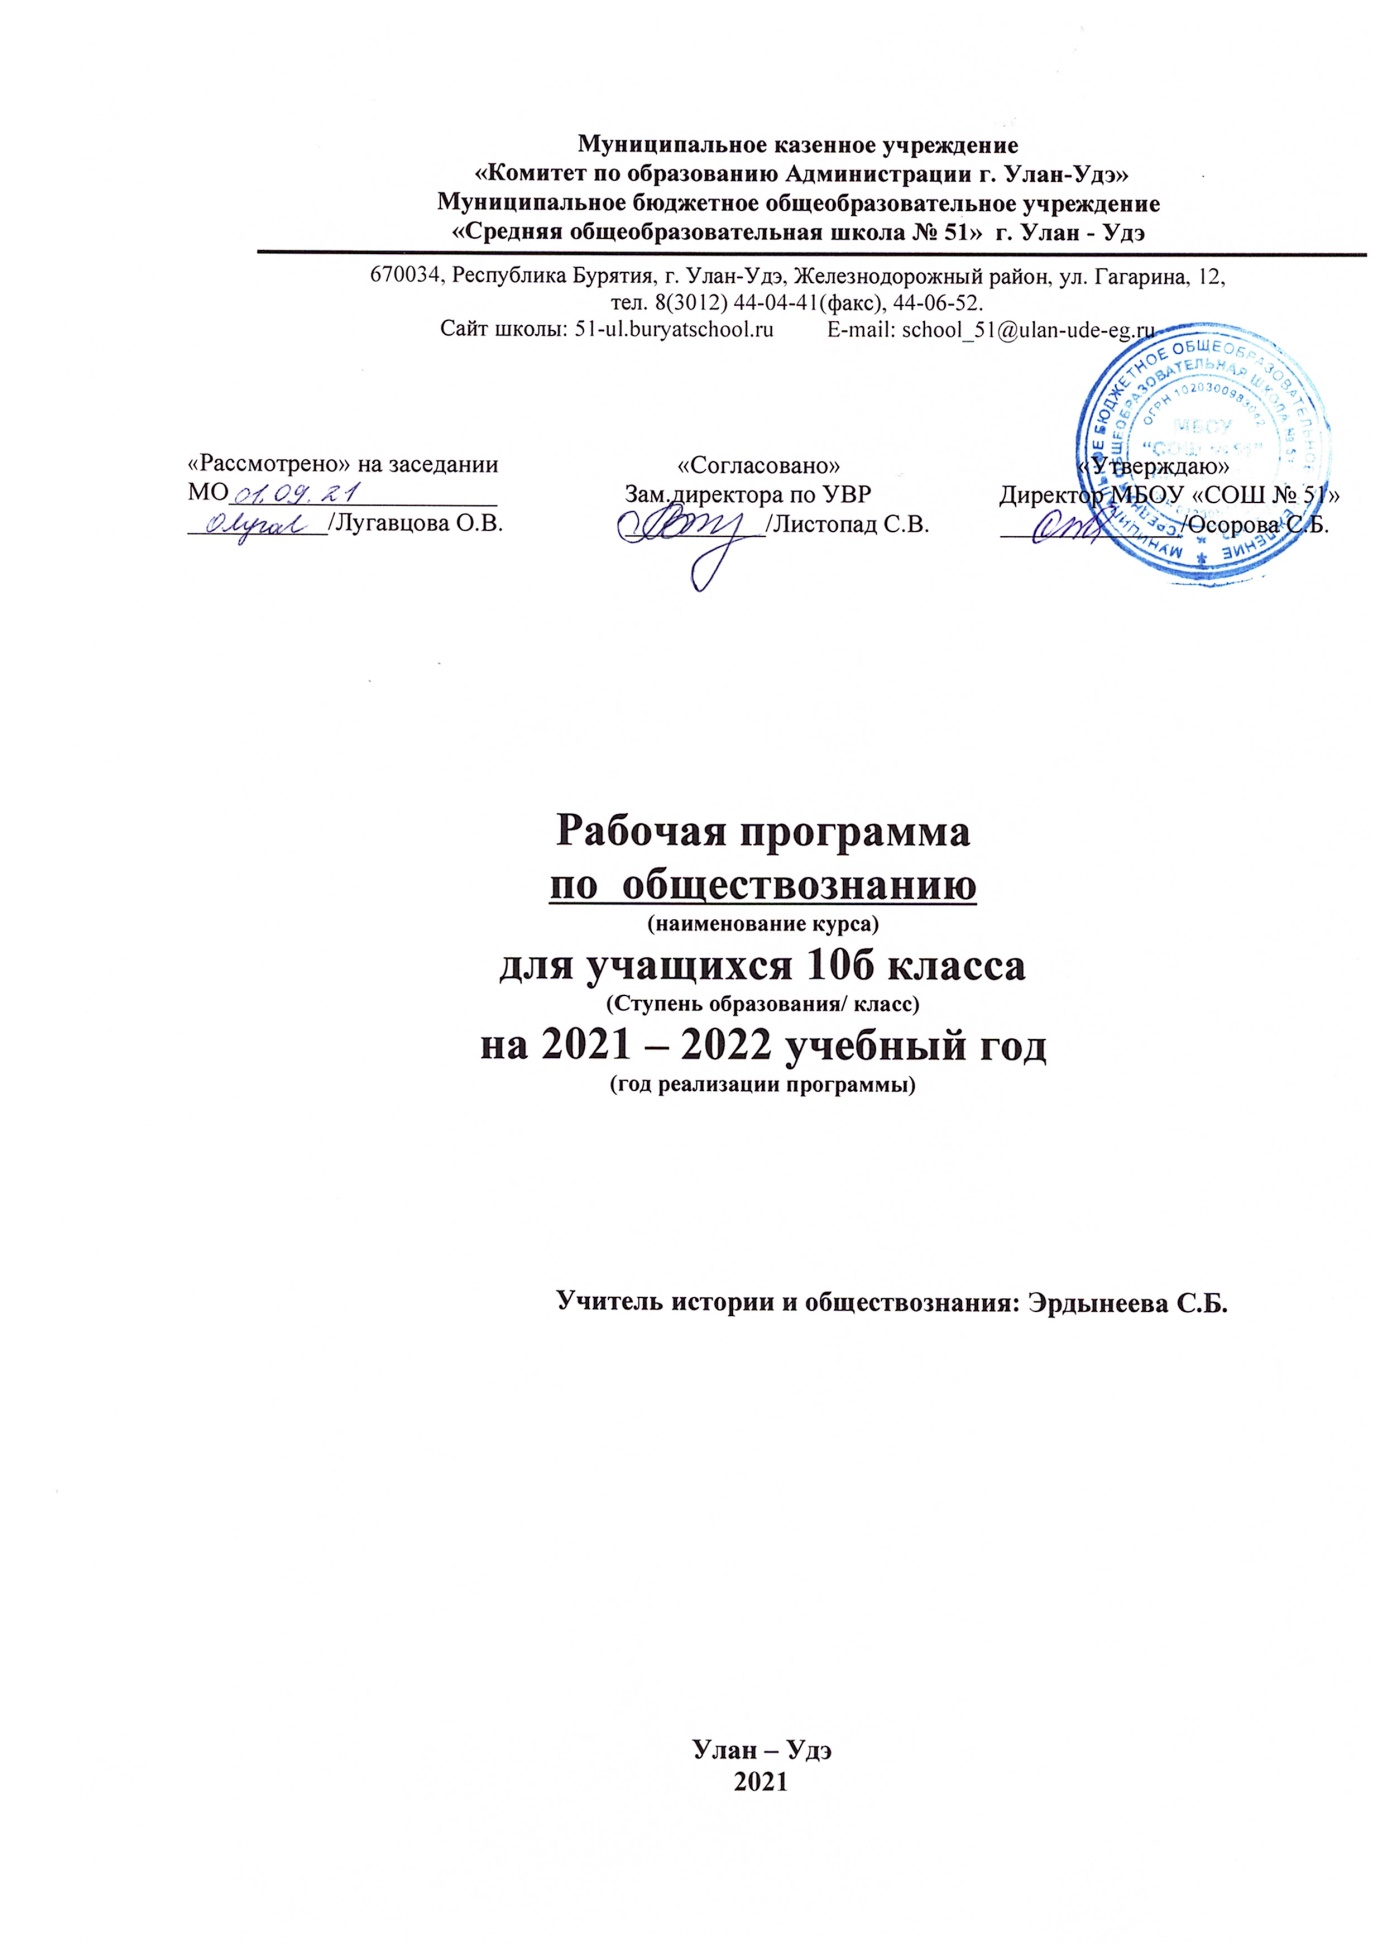 Муниципальное казенное учреждение
«Комитет по образованию Администрации г. Улан-Удэ»
Муниципальное бюджетное общеобразовательное учреждение
«Средняя общеобразовательная школа № 51» г. Улан - Удэ
670034, Республика Бурятия, г. Улан-Удэ, Железнодорожный район, ул. Гагарина, 12,
тел. 8(3012) 44-04-41(факс), 44-06-52.
Сайт школы: 51-ul.buryatschool.ru E-mail: school_51@ulan-ude-eg.ru
«Рассмотрено» на заседании
МО 01.09.21
/Лугавцова О.В.
«Согласовано»
Зам.директора по УВР
/Листопад С.В.
«Утверждаю»
Директор МБОУ «СОШ № 51»
/Осорова С.Б.
МБОУ
"СОШ № 51"
Рабочая программа
по обществознанию
(наименование курса)
для учащихся 10б класса
(Ступень образования/ класс)
на 2021 – 2022 учебный год
(год реализации программы)
Учитель истории и обществознания: Эрдынеева С.Б.
Улан – Удэ
2021